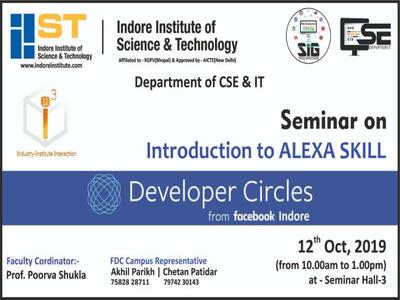 IIST
Indore Institute of
Science & Technology
www.indoreinstitute.com
Indore Institute of
Science & Technology
Affiliated to - RGPV(Bhopal) & Approved by - AICTE(New Delhi)
SIG
CSE
DEPARTMENT
Department of CSE & IT
i3
Industry-Institute Interaction
Seminar on
Introduction to ALEXA SKILL
Developer Circles
from facebook Indore
12th Oct, 2019
(from 10.00am to 1.00pm)
at - Seminar Hall-3
Faculty Cordinator:-
Prof. Poorva Shukla
FDC Campus Representative
Akhil Parikh | Chetan Patidar
75828 28711 79742 30143